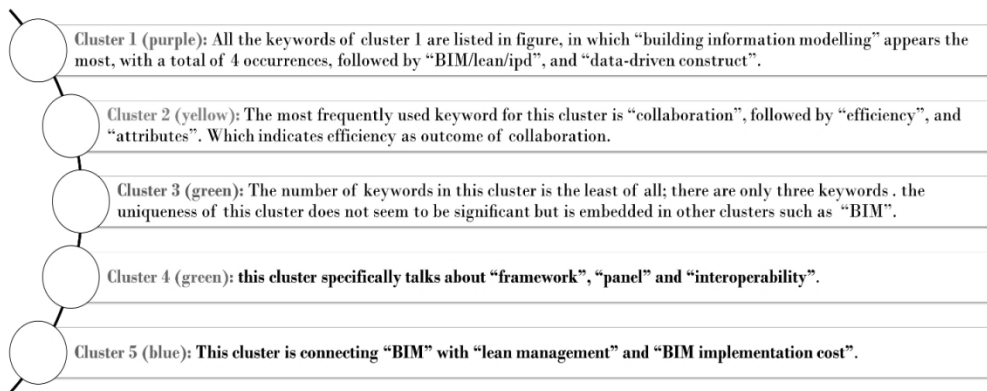 Cluster 1 (purple): All the keywords of cluster 1 are listed in figure, in which “building information modelling” appears the
most, with a total of 4 occurrences, followed by “BIM/lean/ipd”, and “data-driven construct”.
Cluster 2 (yellow): The most frequently used keyword for this cluster is “collaboration”, followed by “efficiency”, and
“attributes”. Which indicates efficiency as outcome of collaboration.
Cluster 3 (green): The number of keywords in this cluster is the least of all; there are only three keywords . the
uniqueness of this cluster does not seem to be significant but is embedded in other clusters such as “BIM”.
Cluster 4 (green): this cluster specifically talks about “framework”, “panel” and “interoperability”.
Cluster 5 (blue): This cluster is connecting “BIM” with “lean management” and “BIM implementation cost”.